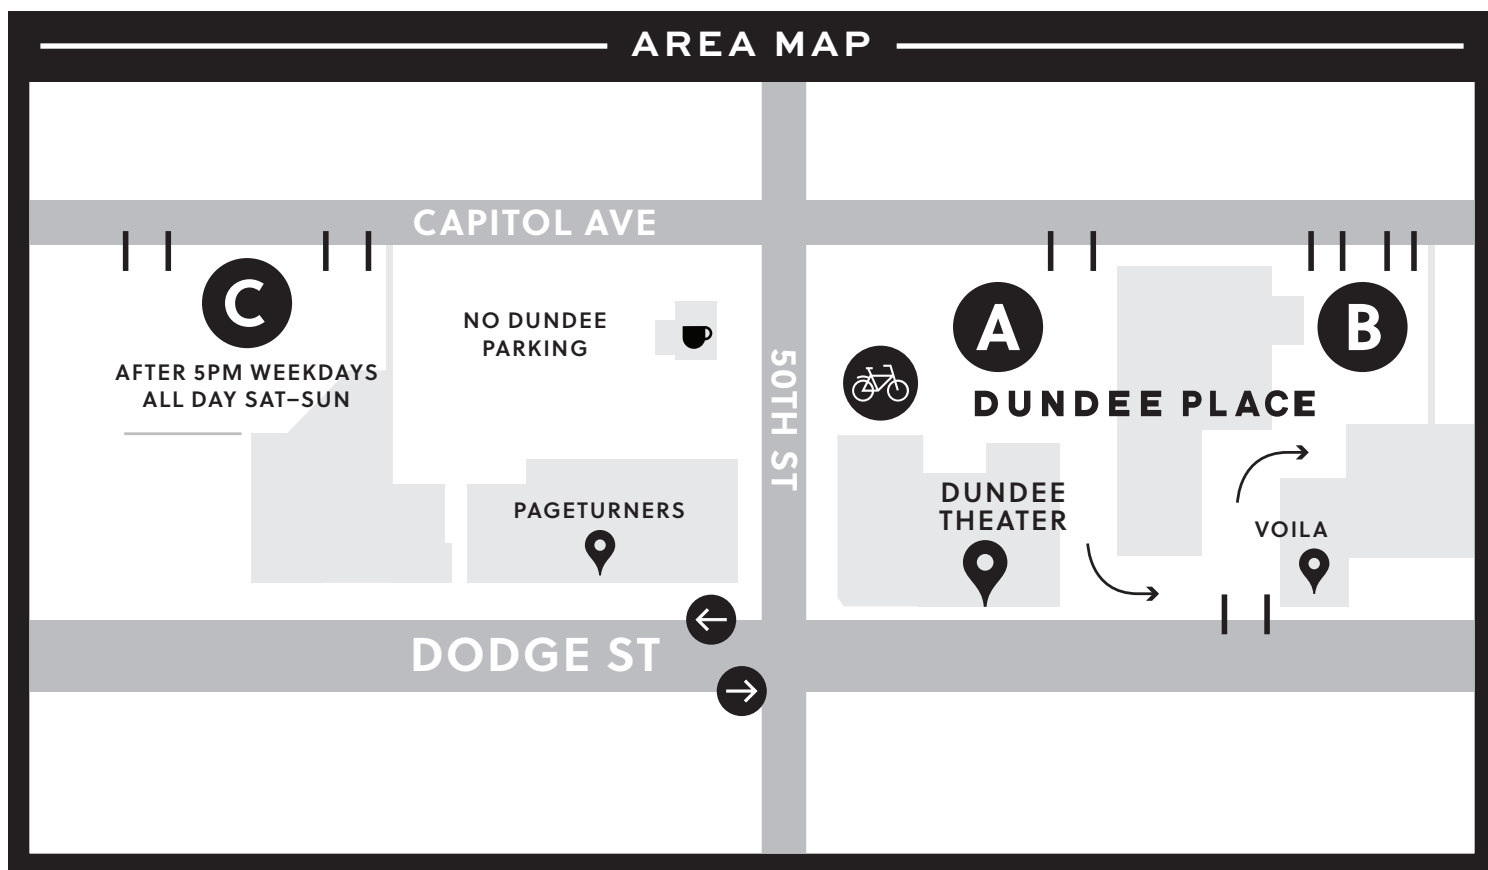 AREA MAP
CAPITOL AVE
C
AFTER 5PM WEEKDAYS
ALL DAY SAT–SUN
NO DUNDEE
PARKING
50TH ST
A
B
DUNDEE PLACE
PAGETURNERS
DUNDEE
THEATER
VOILA
DODGE ST